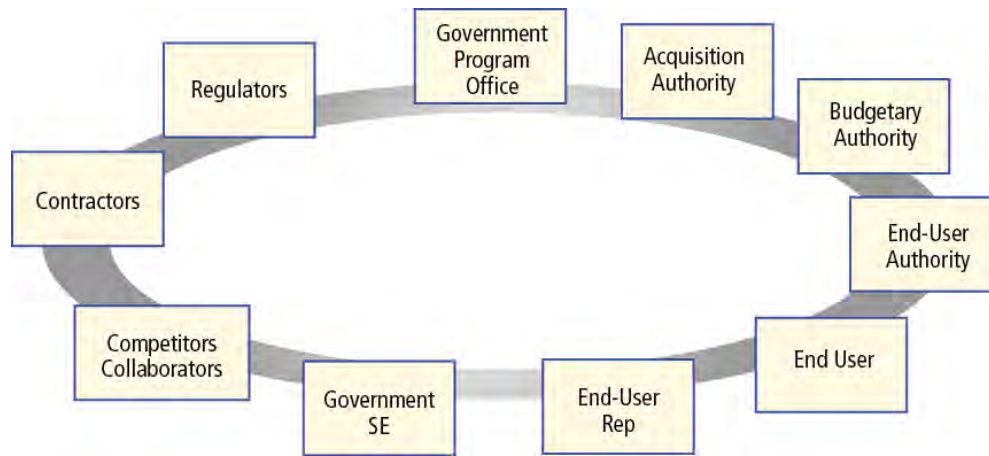 Government
Program
Office
Acquisition
Authority
Regulators
Budgetary
Authority
Contractors
End-User
Authority
Competitors
Collaborators
End User
Government
SE
End-User
Rep